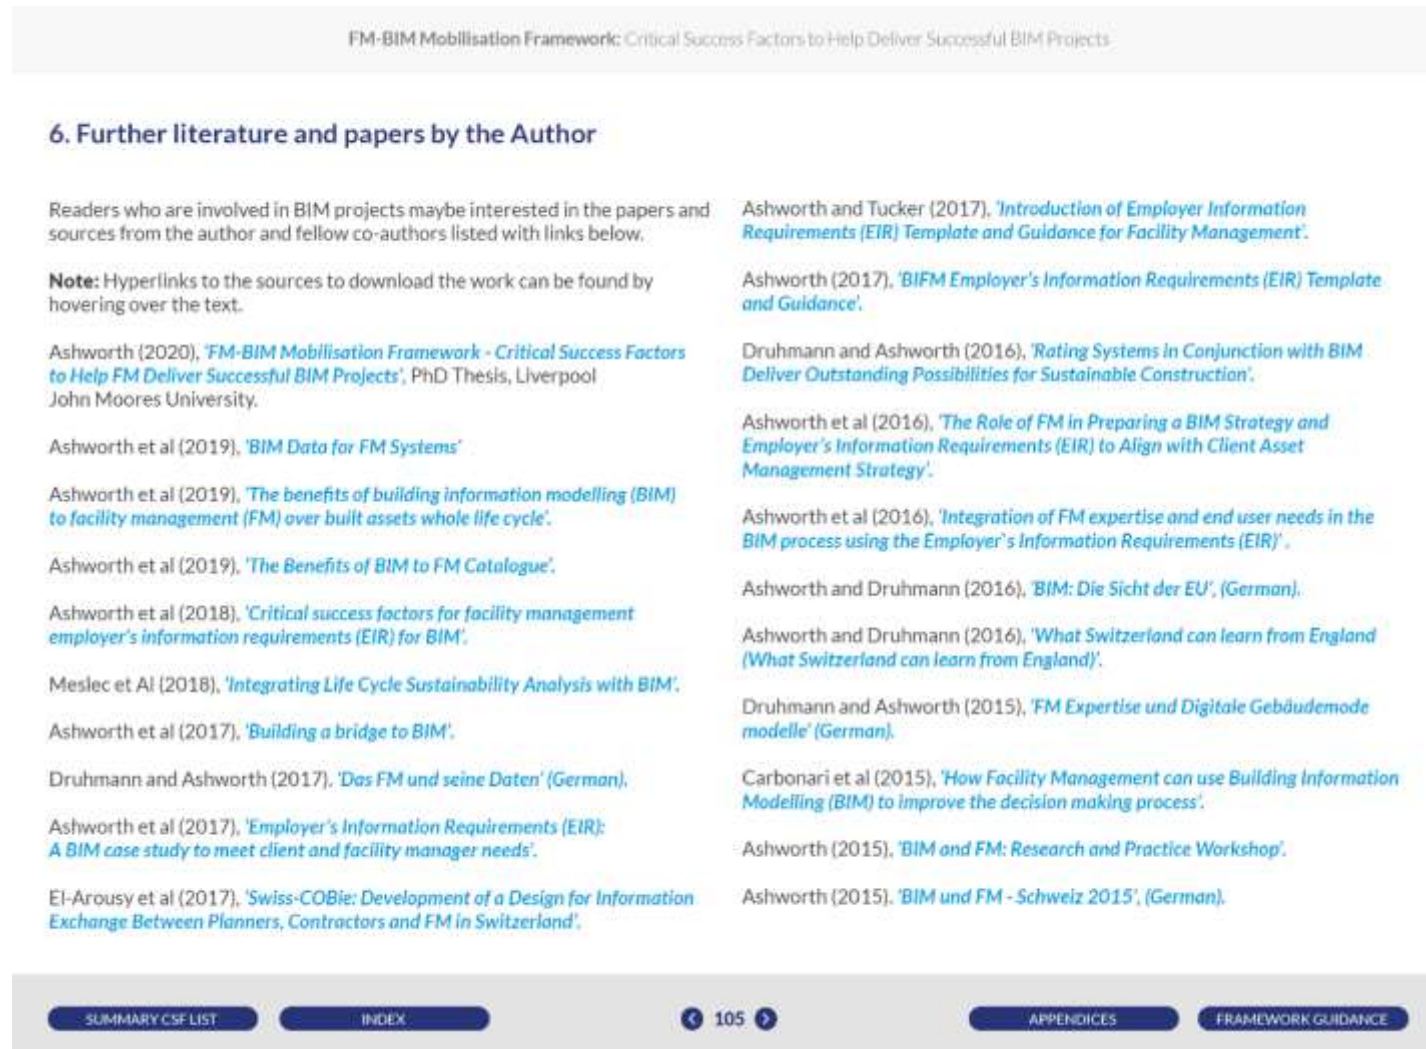 FM-BIM Mobilisation Framework: Critical Success Factors to Help Deliver Successful BIM Projects
6. Further literature and papers by the Author
Readers who are involved in BIM projects maybe interested in the papers and
sources from the author and fellow co-authors listed with links below.
Note: Hyperlinks to the sources to download the work can be found by
hovering over the text.
Ashworth (2020), 'FM-BIM Mobilisation Framework - Critical Success Factors
to Help FM Deliver Successful BIM Projects', PhD Thesis, Liverpool
John Moores University.
Ashworth et al (2019), 'BIM Data for FM Systems'
Ashworth et al (2019), 'The benefits of building information modelling (BIM)
to facility management (FM) over built assets whole life cycle'.
Ashworth et al (2019), 'The Benefits of BIM to FM Catalogue'.
Ashworth et al (2018), 'Critical success factors for facility management
employer's information requirements (EIR) for BIM'.
Meslec et Al (2018), 'Integrating Life Cycle Sustainability Analysis with BIM'.
Ashworth et al (2017), 'Building a bridge to BIM'.
Druhmann and Ashworth (2017), 'Das FM und seine Daten' (German).
Ashworth et al (2017), 'Employer's Information Requirements (EIR):
A BIM case study to meet client and facility manager needs'.
El-Arousy et al (2017), 'Swiss-COBie: Development of a Design for Information
Exchange Between Planners, Contractors and FM in Switzerland'.
Ashworth and Tucker (2017), 'Introduction of Employer Information
Requirements (EIR) Template and Guidance for Facility Management'.
Ashworth (2017), 'BIFM Employer's Information Requirements (EIR) Template
and Guidance'.
Druhmann and Ashworth (2016), 'Rating Systems in Conjunction with BIM
Deliver Outstanding Possibilities for Sustainable Construction'.
Ashworth et al (2016), 'The Role of FM in Preparing a BIM Strategy and
Employer's Information Requirements (EIR) to Align with Client Asset
Management Strategy'.
Ashworth et al (2016), 'Integration of FM expertise and end user needs in the
BIM process using the Employer`s Information Requirements (EIR)' .
Ashworth and Druhmann (2016), 'BIM: Die Sicht der EU', (German).
Ashworth and Druhmann (2016), 'What Switzerland can learn from England
(What Switzerland can learn from England)'.
Druhmann and Ashworth (2015), 'FM Expertise und Digitale Gebäudemode
modelle' (German).
Carbonari et al (2015), 'How Facility Management can use Building Information
Modelling (BIM) to improve the decision making process'.
Ashworth (2015), 'BIM and FM: Research and Practice Workshop'.
Ashworth (2015). 'BIM und FM - Schweiz 2015', (German).
SUMMARY CSF LIST
INDEX
105
APPENDICES
FRAMEWORK GUIDANCE